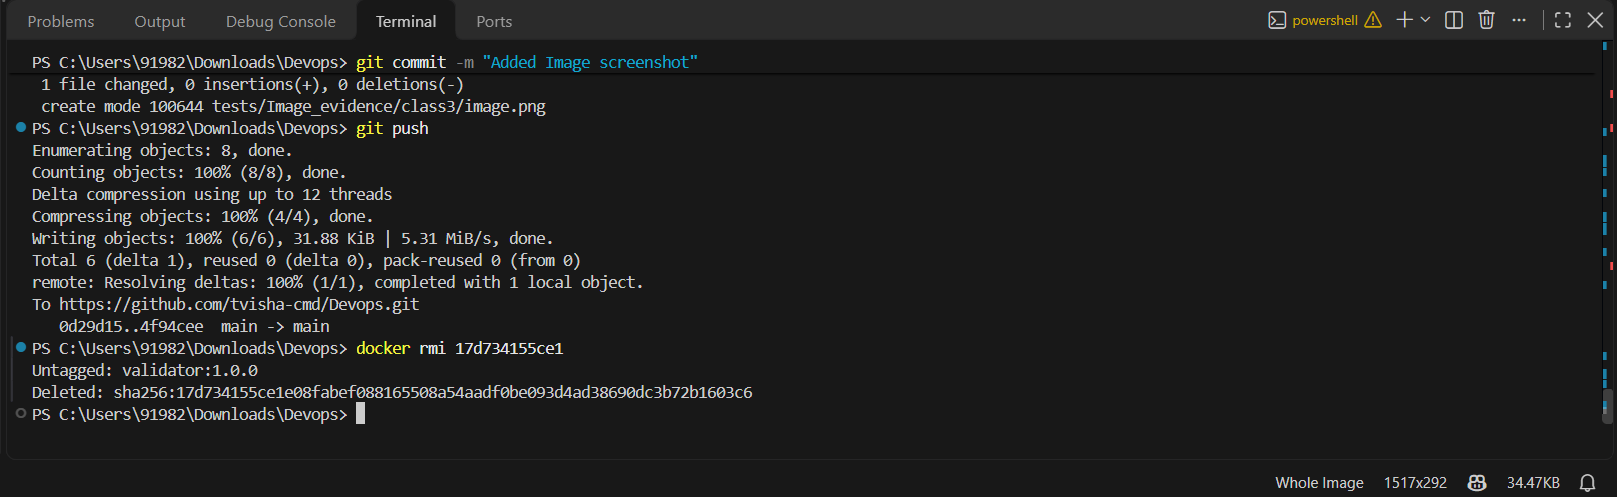 Problems Output Debug Console Terminal Ports powershell
PS C:\Users\91982\Downloads\Devops> git commit -m "Added Image screenshot"
1 file changed, 0 insertions(+), 0 deletions(-)
create mode 100644 tests/Image_evidence/class3/image.png
PS C:\Users\91982\Downloads\Devops> git push
Enumerating objects: 8, done.
Counting objects: 100% (8/8), done.
Delta compression using up to 12 threads
Compressing objects: 100% (4/4), done.
Writing objects: 100% (6/6), 31.88 KiB | 5.31 MiB/s, done.
Total 6 (delta 1), reused 0 (delta 0), pack-reused 0 (from 0)
remote: Resolving deltas: 100% (1/1), completed with 1 local object.
To https://github.com/tvisha-cmd/Devops.git
0d29d15..4f94cee main -> main
PS C:\Users\91982\Downloads\Devops> docker rmi 17d734155ce1
Untagged: validator:1.0.0
Deleted: sha256:17d734155ce1e08fabef088165508a54aadf0be093d4ad38690dc3b72b1603c6
PS C:\Users\91982\Downloads\Devops>
Whole Image 1517x292 34.47KB